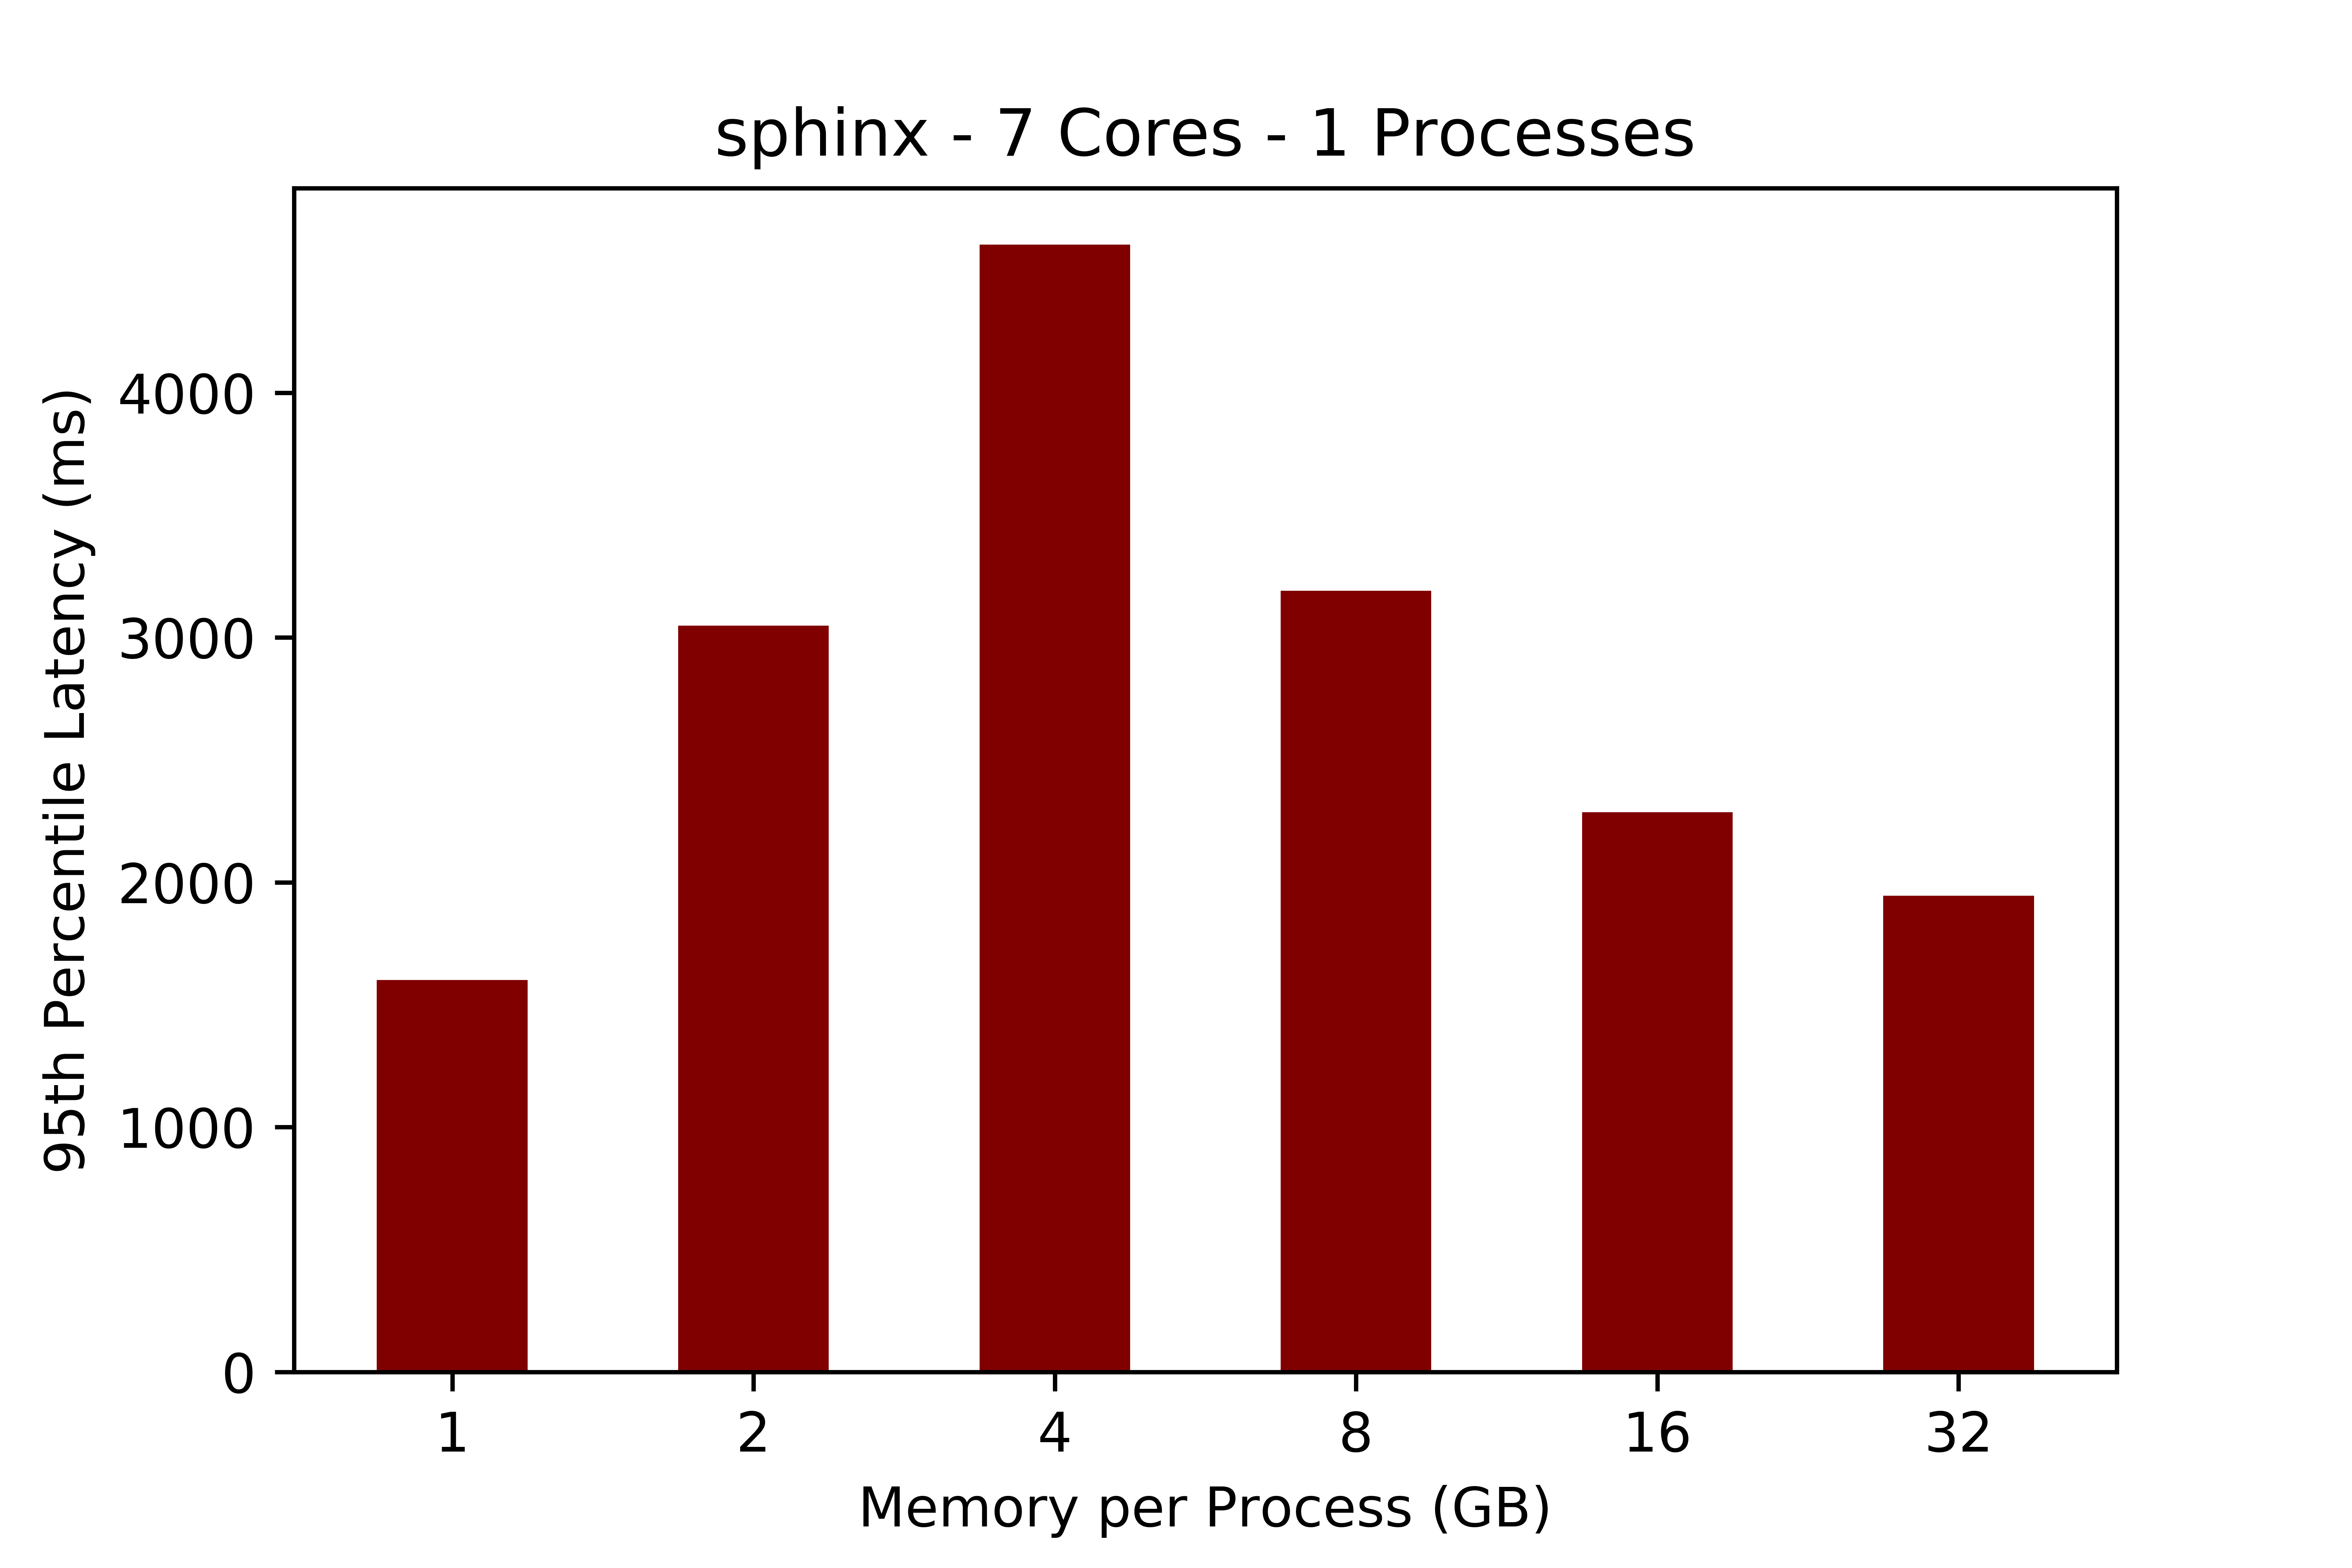 sphinx - 7 Cores - 1 Processes
95th Percentile Latency (ms)
4000
3000
2000
1000
0
1 2 4 8 16 32
Memory per Process (GB)